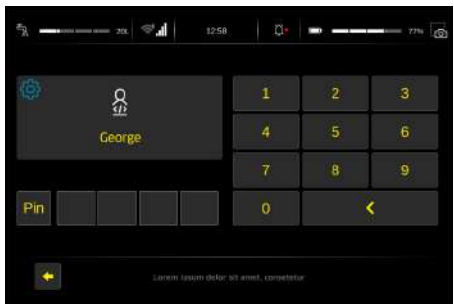 20L 12:58 77%
</>
George
1 2 3
4 5 6
7 8 9
Pin 0
Lorem ipsum dolor sit amet, consetetur